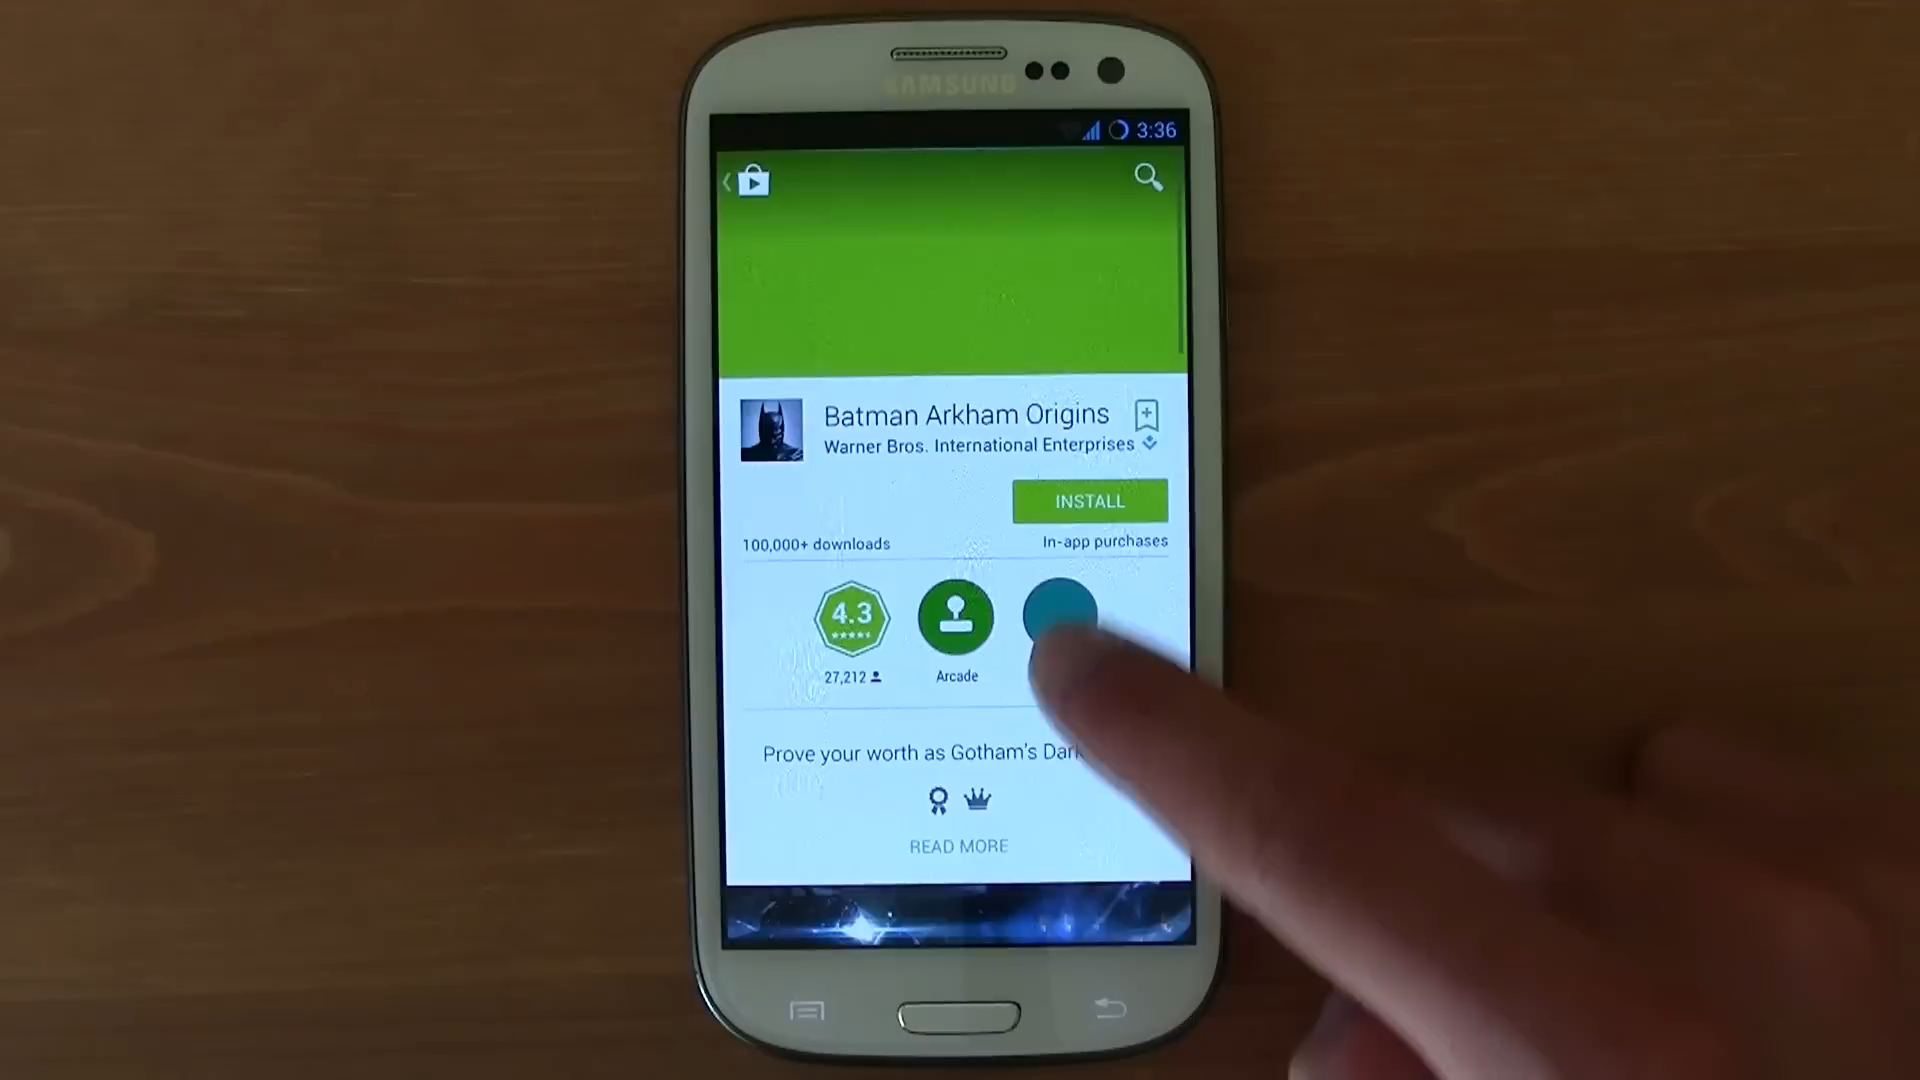 SAMSUNG
3:36
Batman Arkham Origins
Warner Bros. International Enterprises
INSTALL
100,000+ downloads
In-app purchases
4.3
27,212
Arcade
Prove your worth as Gotham's Dark
READ MORE